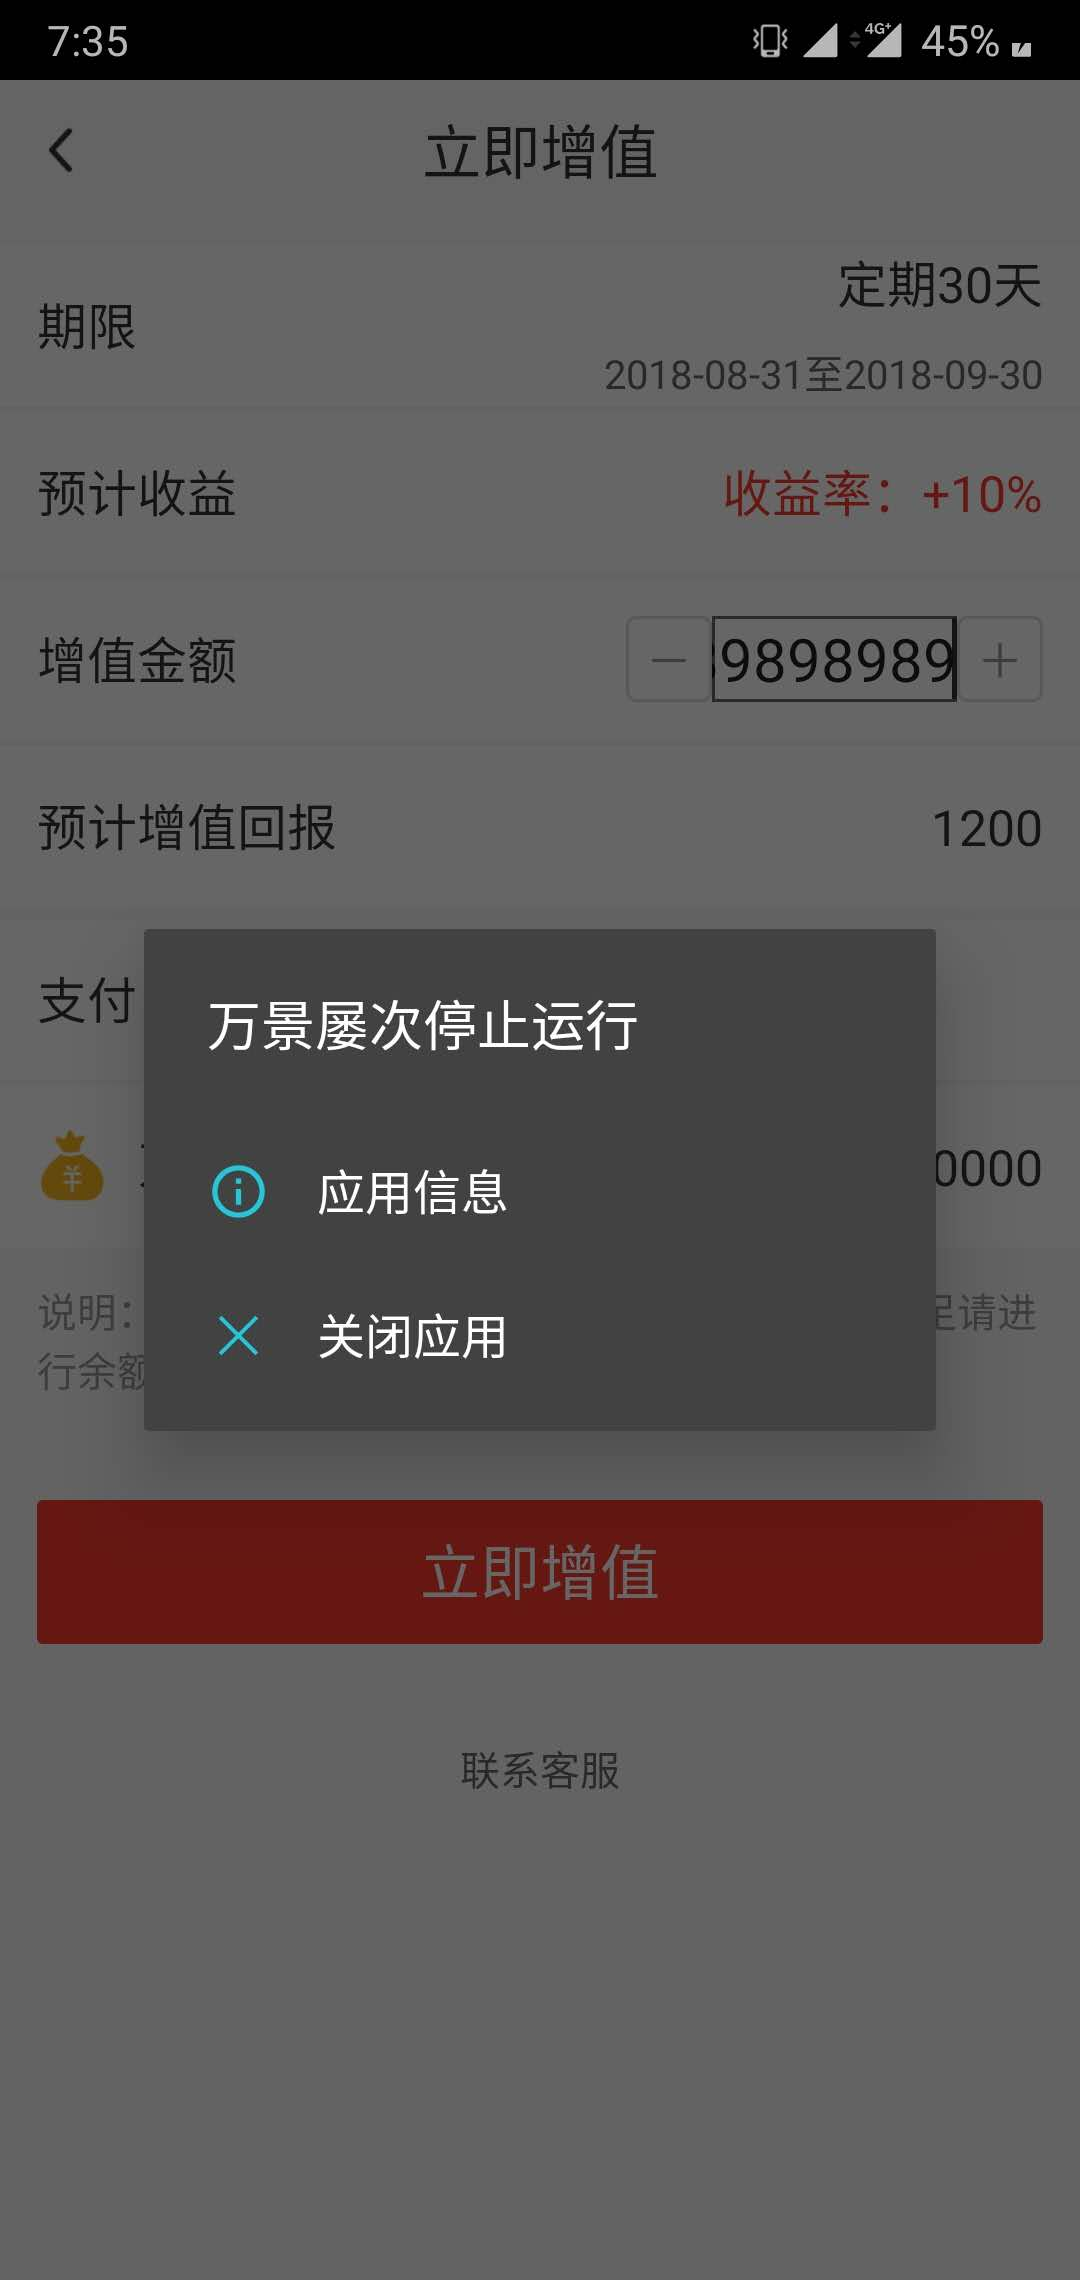 7:35
4G+ 45%
立即增值
期限
定期30天
2018-08-31至2018-09-30
预计收益
收益率：+10%
增值金额
9898989
预计增值回报
1200
支付
0000
说明：
请进
行余额
万景屡次停止运行
应用信息
关闭应用
立即增值
联系客服